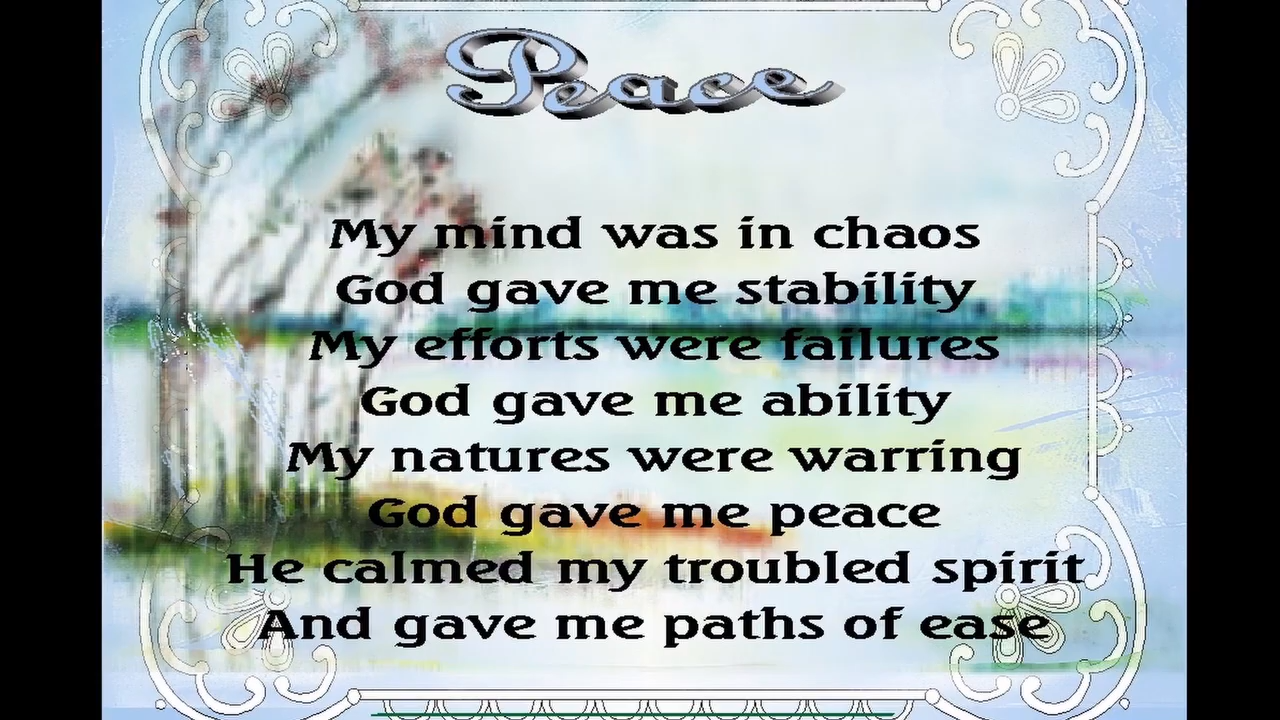 Peace
My mind was in chaos
God gave me stability
My efforts were failures
God gave me ability
My natures were warring
God gave me peace
He calmed my troubled spirit
And gave me paths of ease